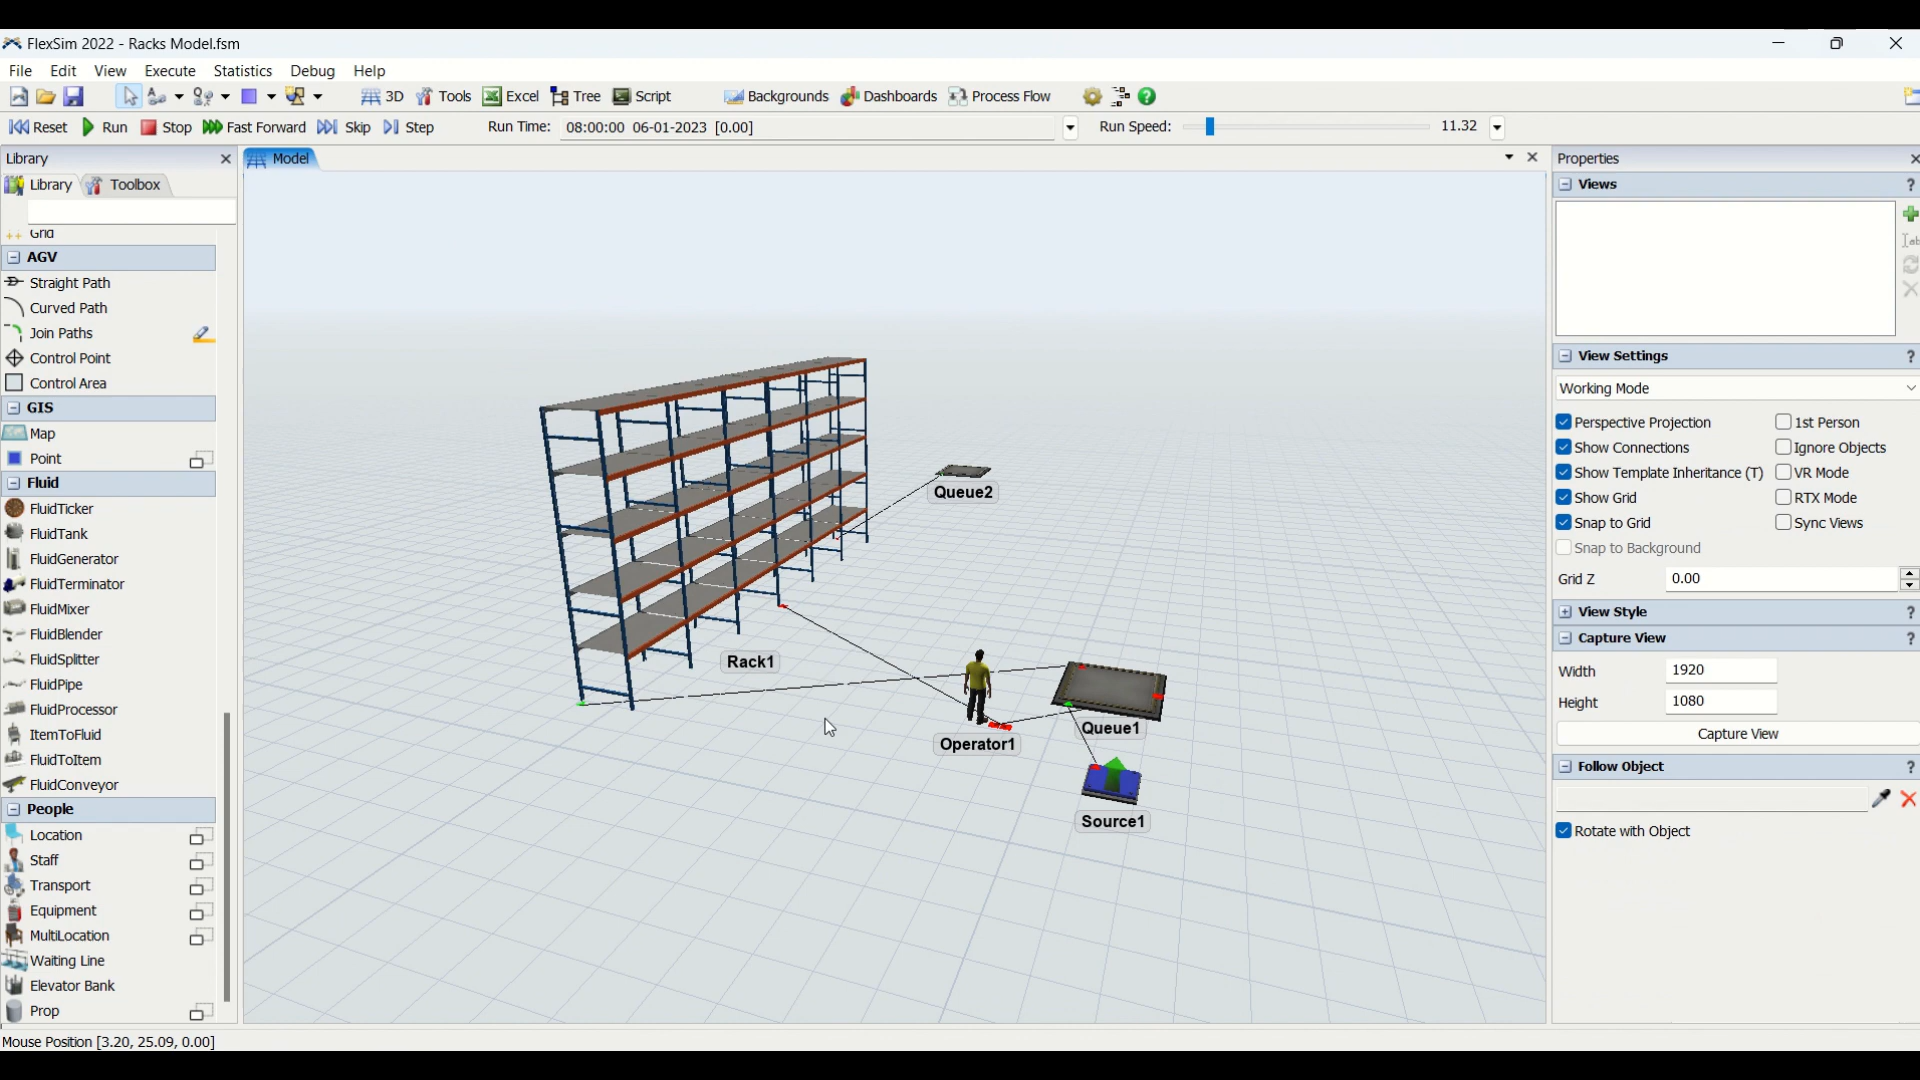 FlexSim 2022 - Racks Model.fsm
File Edit View Execute Statistics Debug Help
3D Tools Excel Tree Script Backgrounds Dashboards Process Flow
Reset Run Stop Fast Forward Skip Step Run Time: 08:00:00 06-01-2023 [0.00] Run Speed: 11.32
Library
Library Toolbox
Grid
AGV
Straight Path
Curved Path
Join Paths
Control Point
Control Area
GIS
Map
Point
Fluid
FluidTicker
FluidTank
FluidGenerator
FluidTerminator
FluidMixer
FluidBlender
FluidSplitter
FluidPipe
FluidProcessor
ItemToFluid
FluidToItem
FluidConveyor
People
Location
Staff
Transport
Equipment
MultiLocation
Waiting Line
Elevator Bank
Prop
Model
Queue2
Rack1
Queue1
Operator1
Source1
Properties
Views ?
View Settings ?
Working Mode
Perspective Projection 1st Person
Show Connections Ignore Objects
Show Template Inheritance (T) VR Mode
Show Grid RTX Mode
Snap to Grid Sync Views
Snap to Background
Grid Z 0.00
View Style ?
Capture View ?
Width 1920
Height 1080
Capture View
Follow Object ?
Rotate with Object
Mouse Position [3.20, 25.09, 0.00]